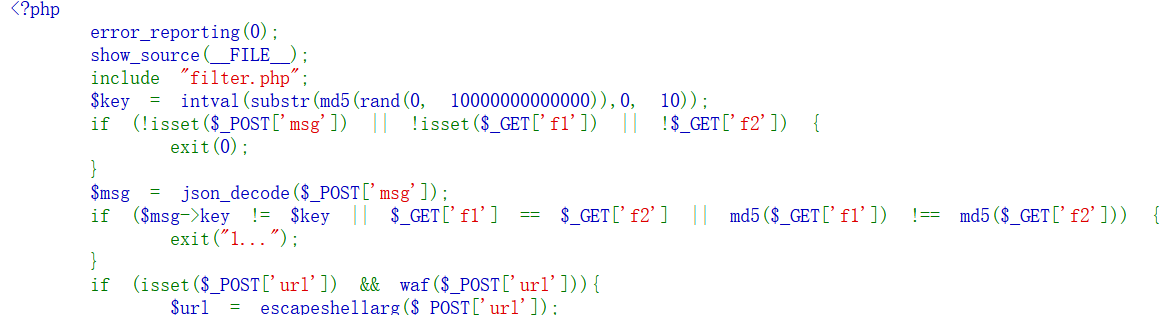 <?php
error_reporting(0);
show_source(__FILE__);
include "filter.php";
$key = intval(substr(md5(rand(0, 10000000000000)),0, 10));
if (!isset($_POST['msg']) || !isset($_GET['f1']) || !$_GET['f2']) {
exit(0);
}
$msg = json_decode($_POST['msg']);
if ($msg->key != $key || $_GET['f1'] == $_GET['f2'] || md5($_GET['f1']) !== md5($_GET['f2'])) {
exit("l...");
}
if (isset($_POST['url']) && waf($_POST['url'])){
$url = escapeshellarg($_POST['url']);